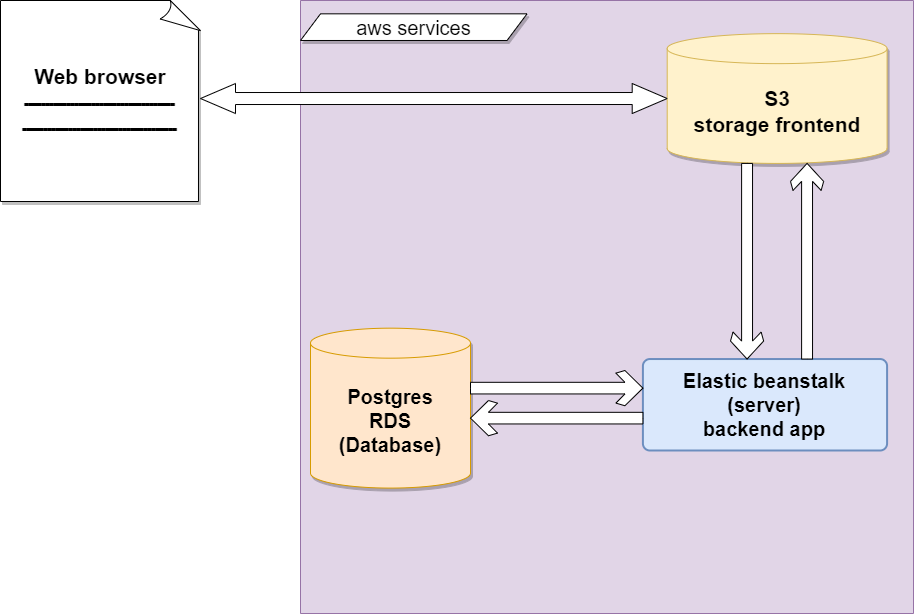 aws services
Web browser
S3
storage frontend
Postgres
RDS
(Database)
Elastic beanstalk
(server)
backend app